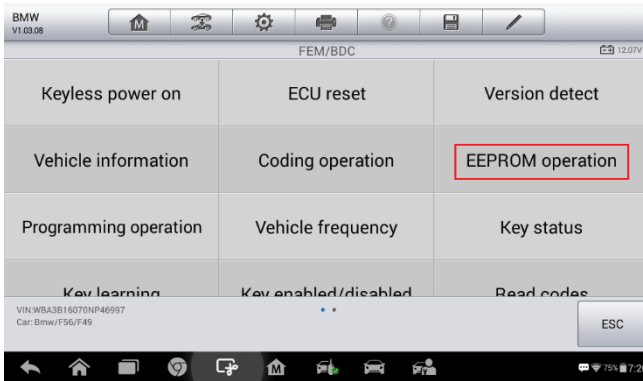 BMW
V1.03.08
FEM/BDC
12.07V
Keyless power on
ECU reset
Version detect
Vehicle information
Coding operation
EEPROM operation
Programming operation
Vehicle frequency
Key status
Key learning
Key enabled/disabled
Read codes
VIN:WBA3B16070NP46997
Car: Bmw/F56/F49
ESC
75%